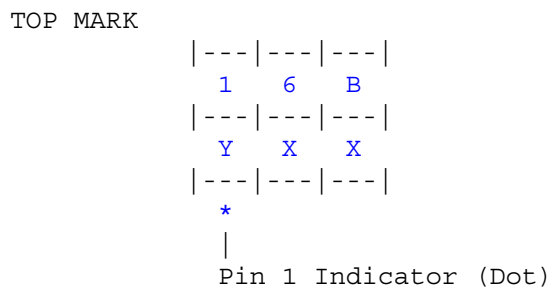 TOP MARK
|---|---|---|
1 6 B
|---|---|---|
Y X X
|---|---|---|
*
|
Pin 1 Indicator (Dot)